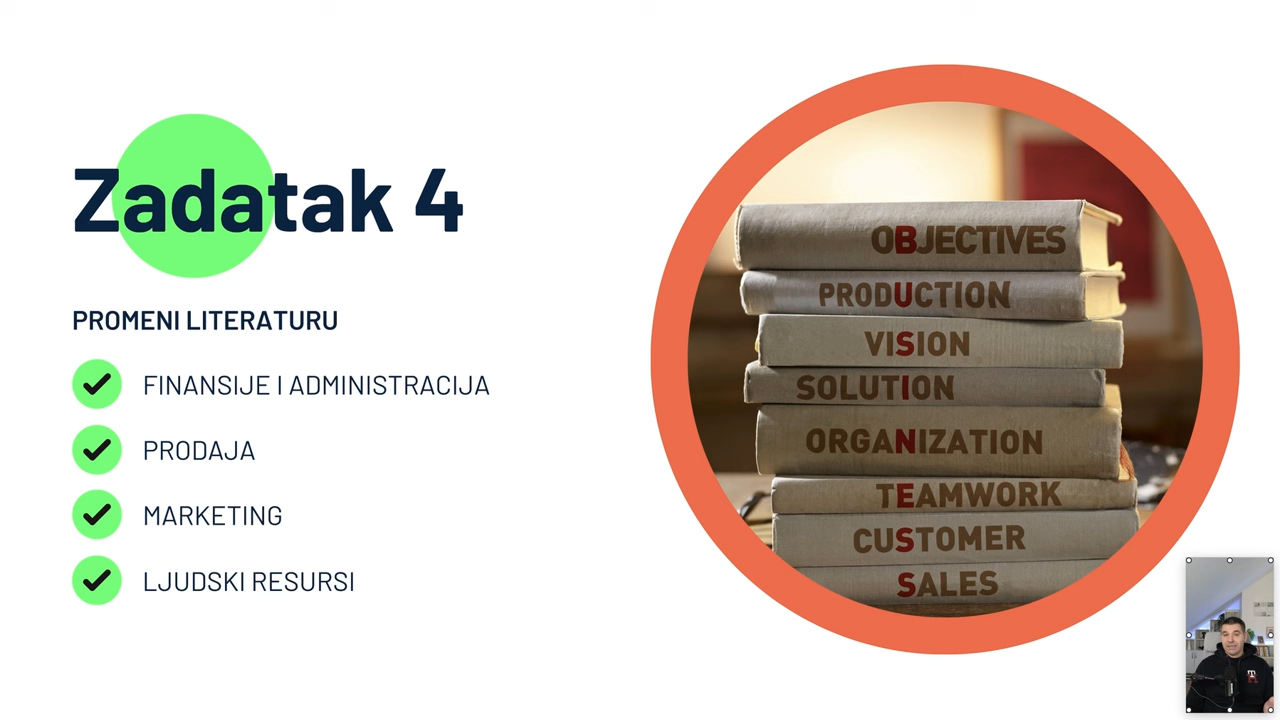 Zadatak 4
PROMENI LITERATURU
FINANSIJE I ADMINISTRACIJA
PRODAJA
MARKETING
LJUDSKI RESURSI
OBJECTIVES
PRODUCTION
VISION
SOLUTION
ORGANIZATION
TEAMWORK
CUSTOMER
SALES